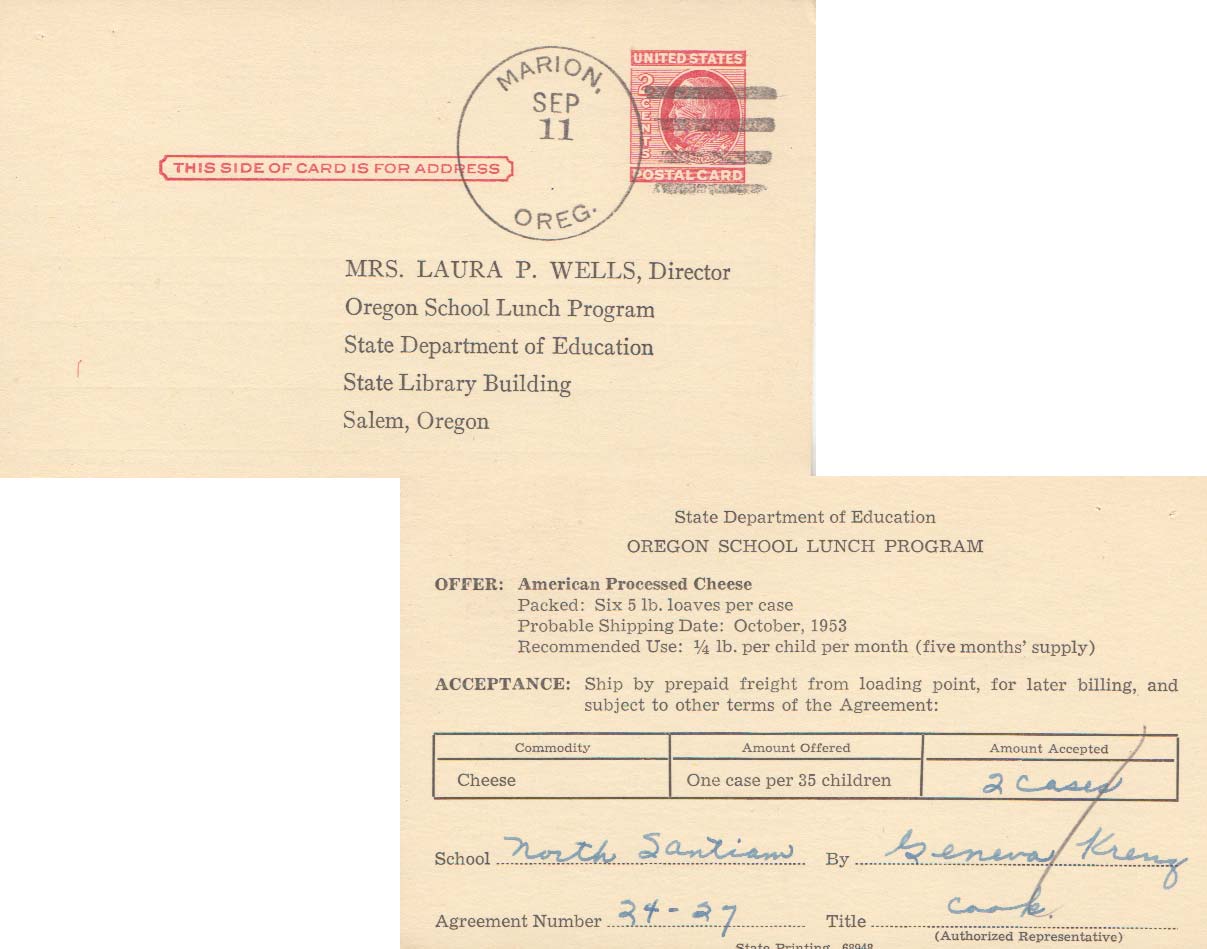 UNITED STATES
2 CENTS
POSTAL CARD
MARION,
SEP
11
OREG.
THIS SIDE OF CARD IS FOR ADDRESS
MRS. LAURA P. WELLS, Director
Oregon School Lunch Program
State Department of Education
State Library Building
Salem, Oregon
State Department of Education
OREGON SCHOOL LUNCH PROGRAM
OFFER: American Processed Cheese
Packed: Six 5 lb. loaves per case
Probable Shipping Date: October, 1953
Recommended Use: ¼ lb. per child per month (five months' supply)
ACCEPTANCE: Ship by prepaid freight from loading point, for later billing, and
subject to other terms of the Agreement:
Commodity Amount Offered Amount Accepted
Cheese One case per 35 children 2 cases
School North Santiam By Geneva Krenz
Agreement Number 24-27 Title cook.
(Authorized Representative)
State Printing 68948